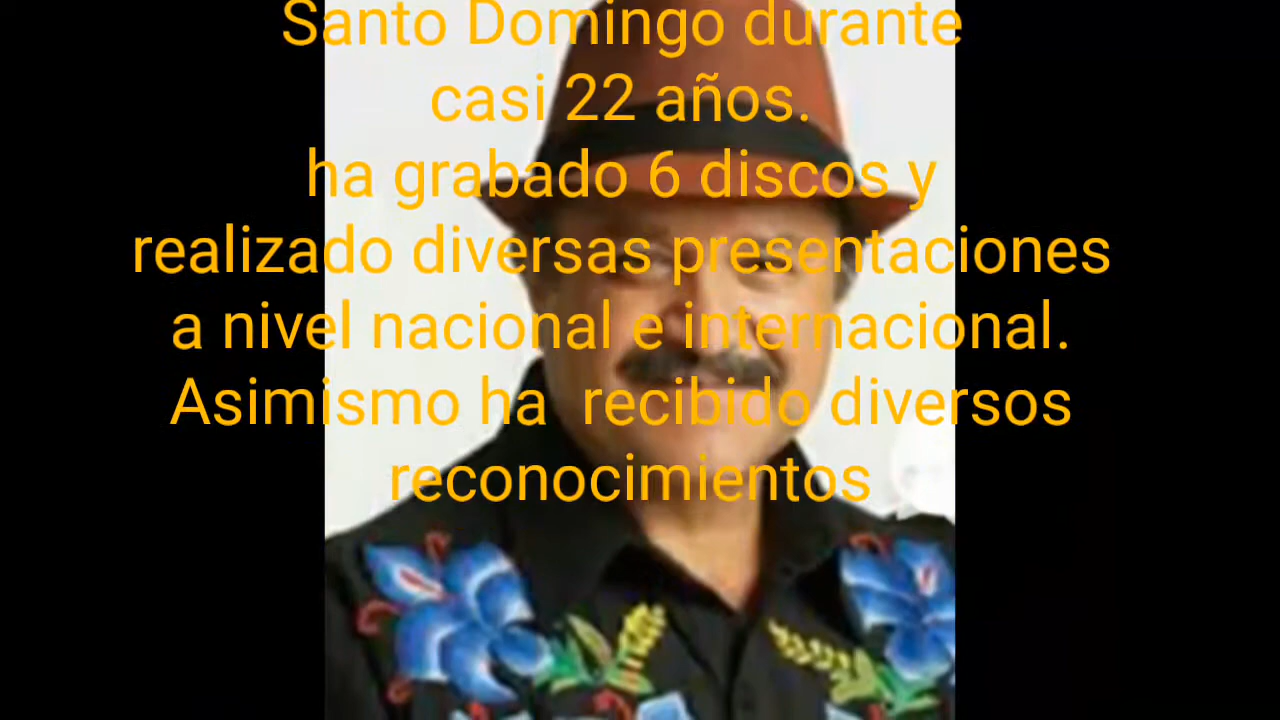 Santo Domingo durante
casi 22 años.
ha grabado 6 discos y
realizado diversas presentaciones
a nivel nacional e internacional.
Asimismo ha  recibido diversos
reconocimientos